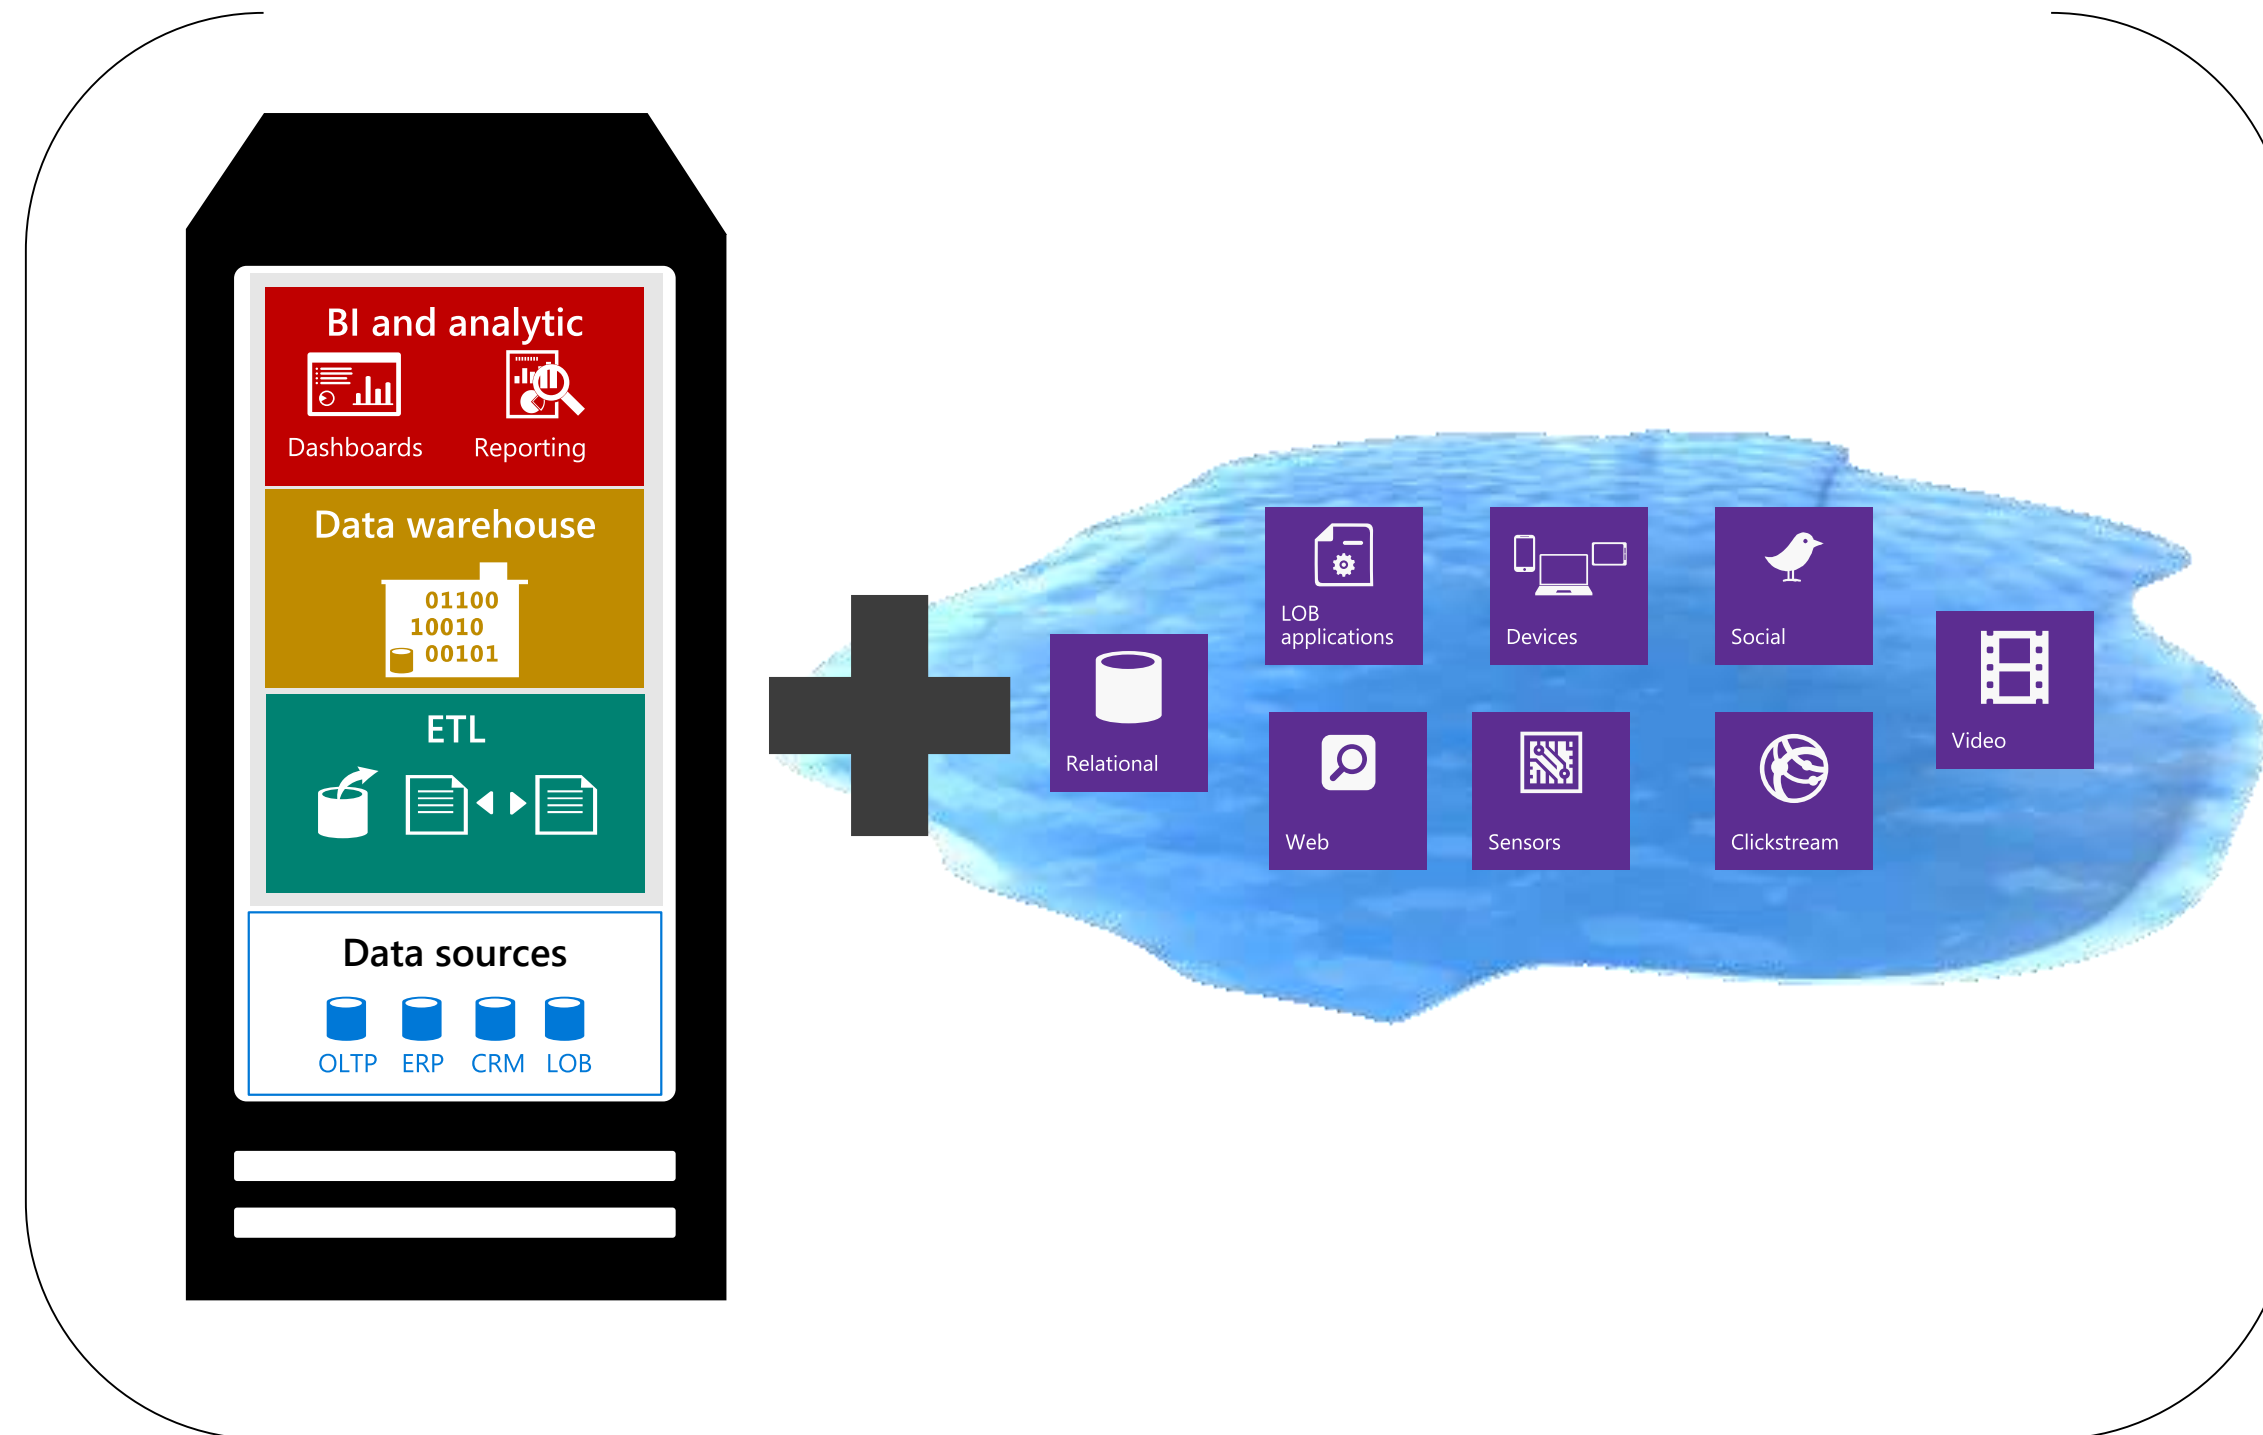 BI and analytic
Dashboards Reporting
Data warehouse
01100
10010
00101
ETL
Data sources
OLTP ERP CRM LOB
Relational
LOB
applications
Devices
Social
Web
Sensors
Clickstream
Video